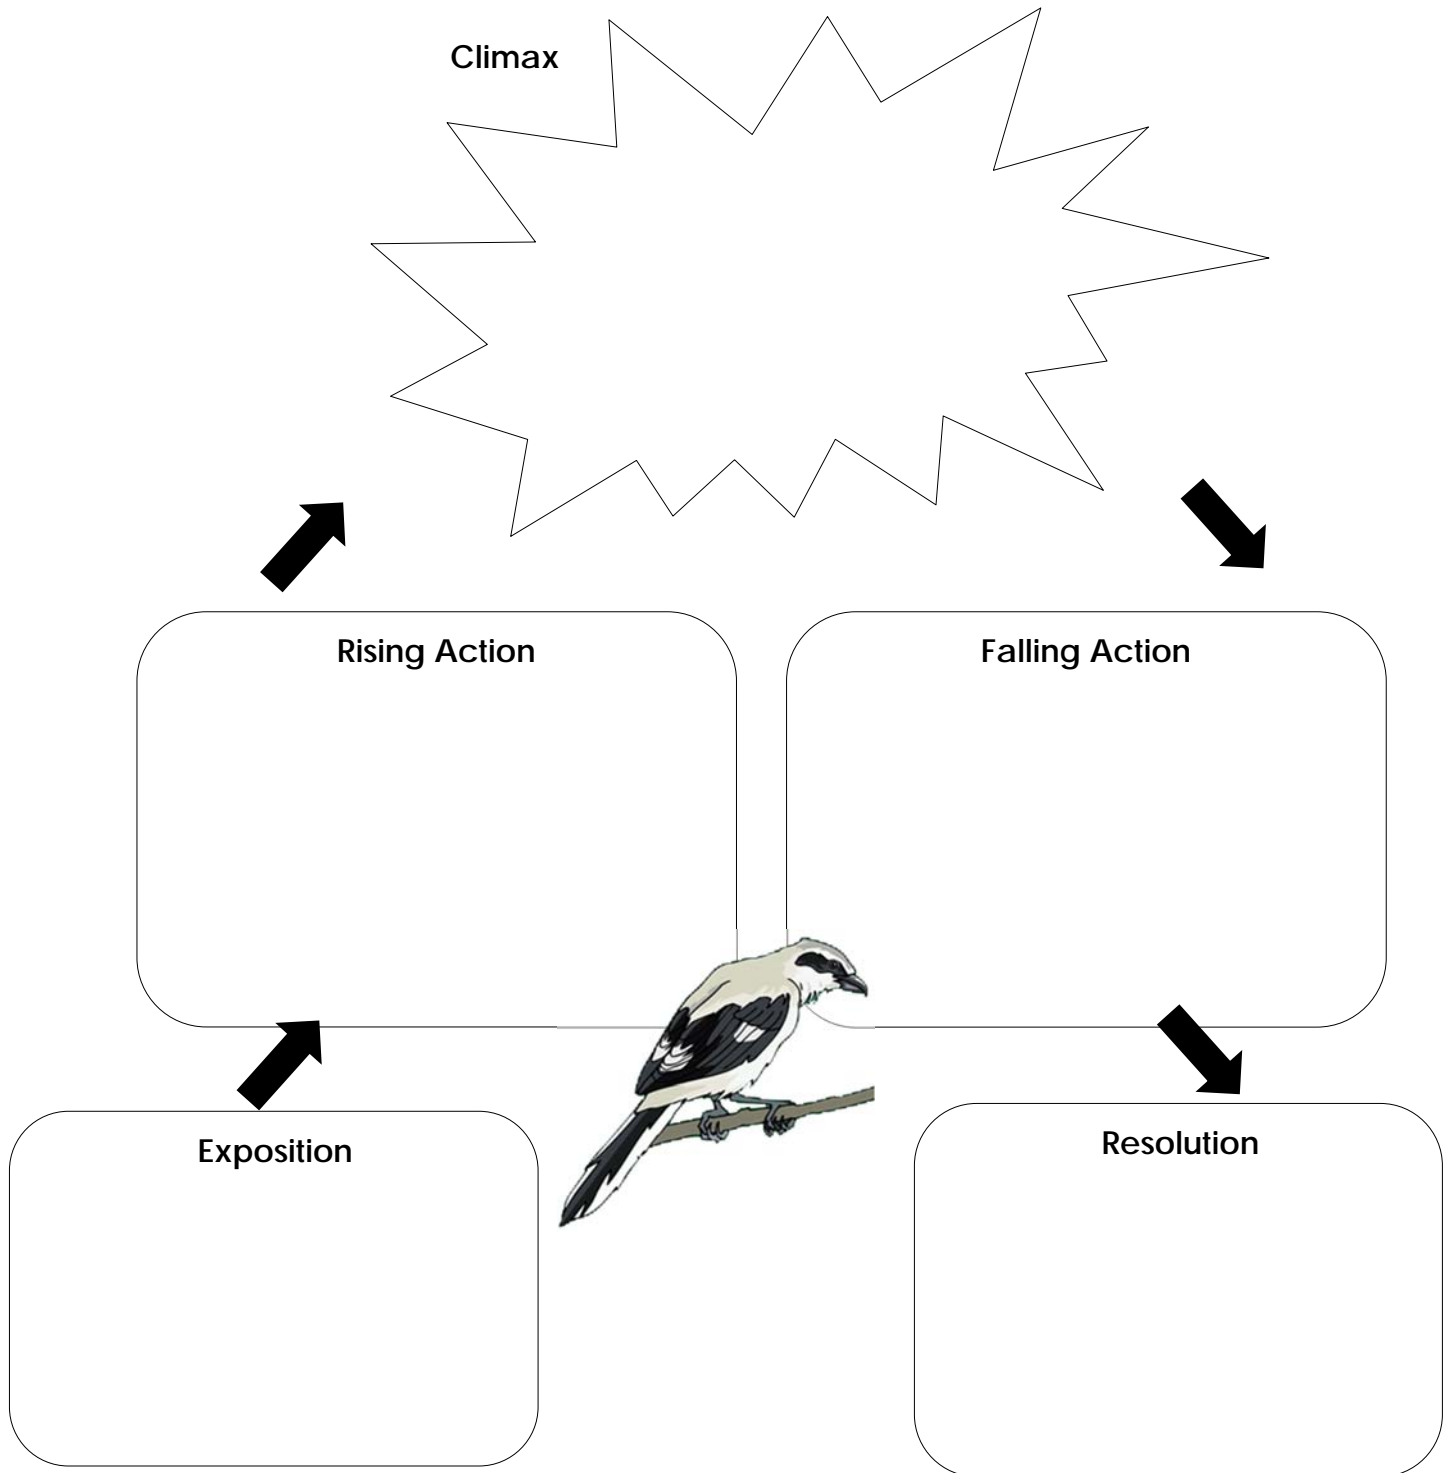 Climax
Rising Action
Falling Action
Exposition
Resolution